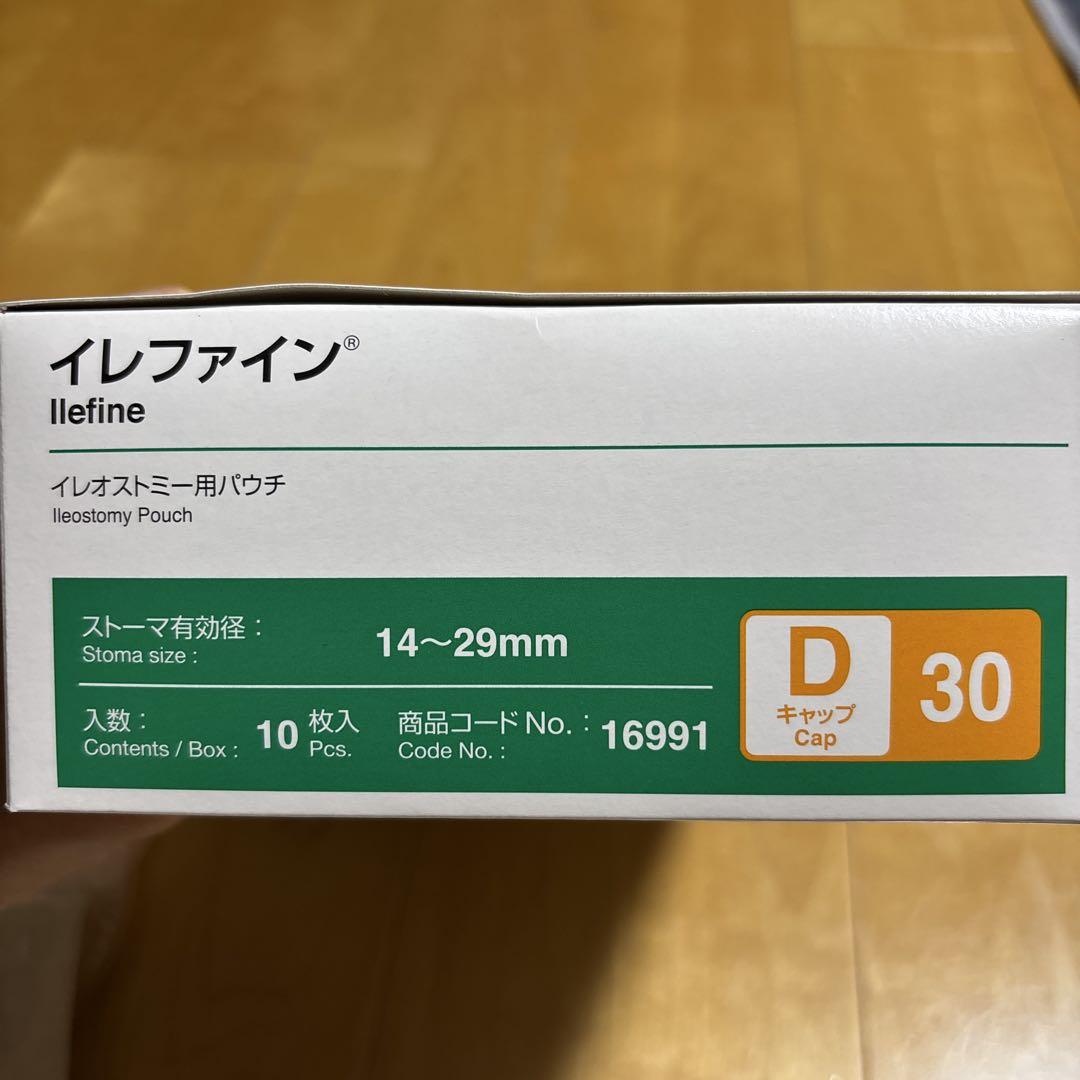 イレファイン®
Ilefine
イレオストミー用パウチ
Ileostomy Pouch
ストーマ有効径： 14～29mm
Stoma size :
入数： 10 枚入 商品コードNo.： 16991
Contents / Box : Pcs. Code No. :
D 30
キャップ
Cap